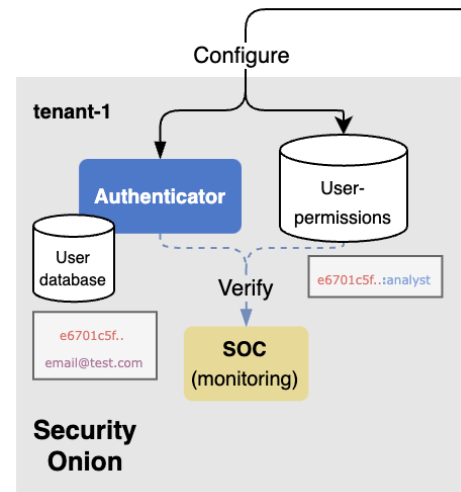 Configure
tenant-1
Authenticator
User-
permissions
User
database
e6701c5f..:analyst
Verify
e6701c5f..
email@test.com
SOC
(monitoring)
Security
Onion